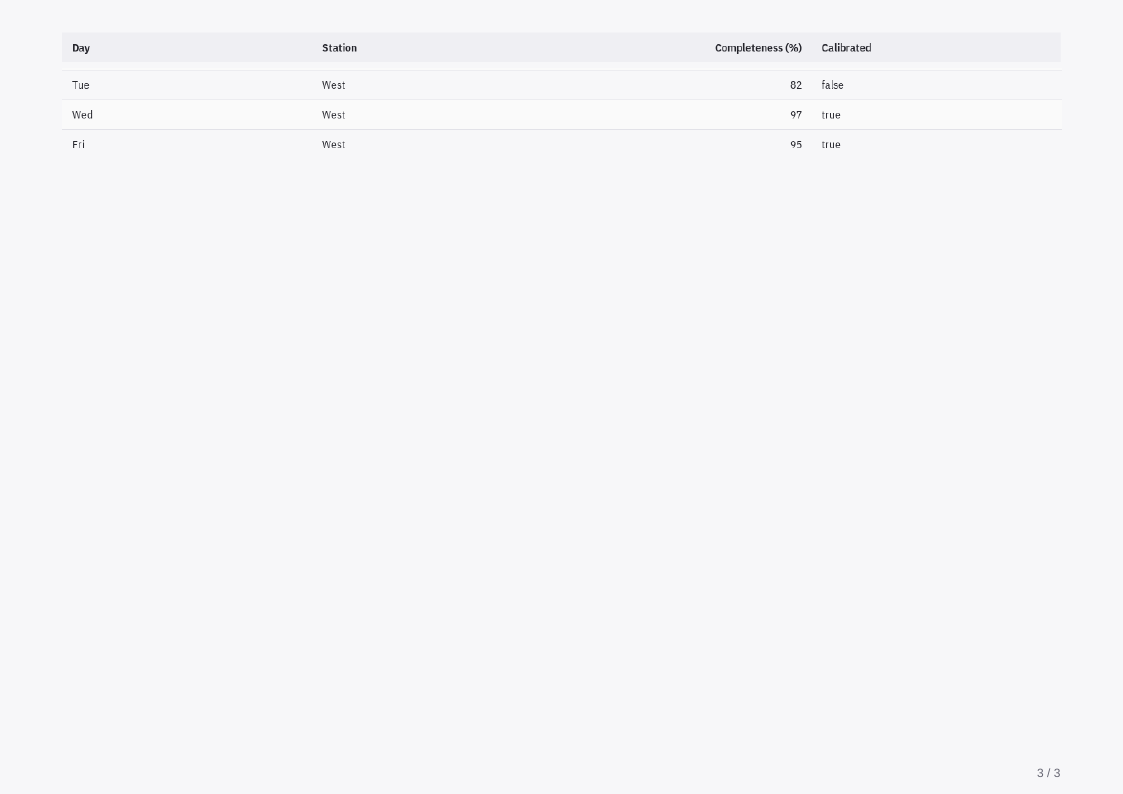 Day Station Completeness (%) Calibrated
Tue West 82 false
Wed West 97 true
Fri West 95 true
3 / 3